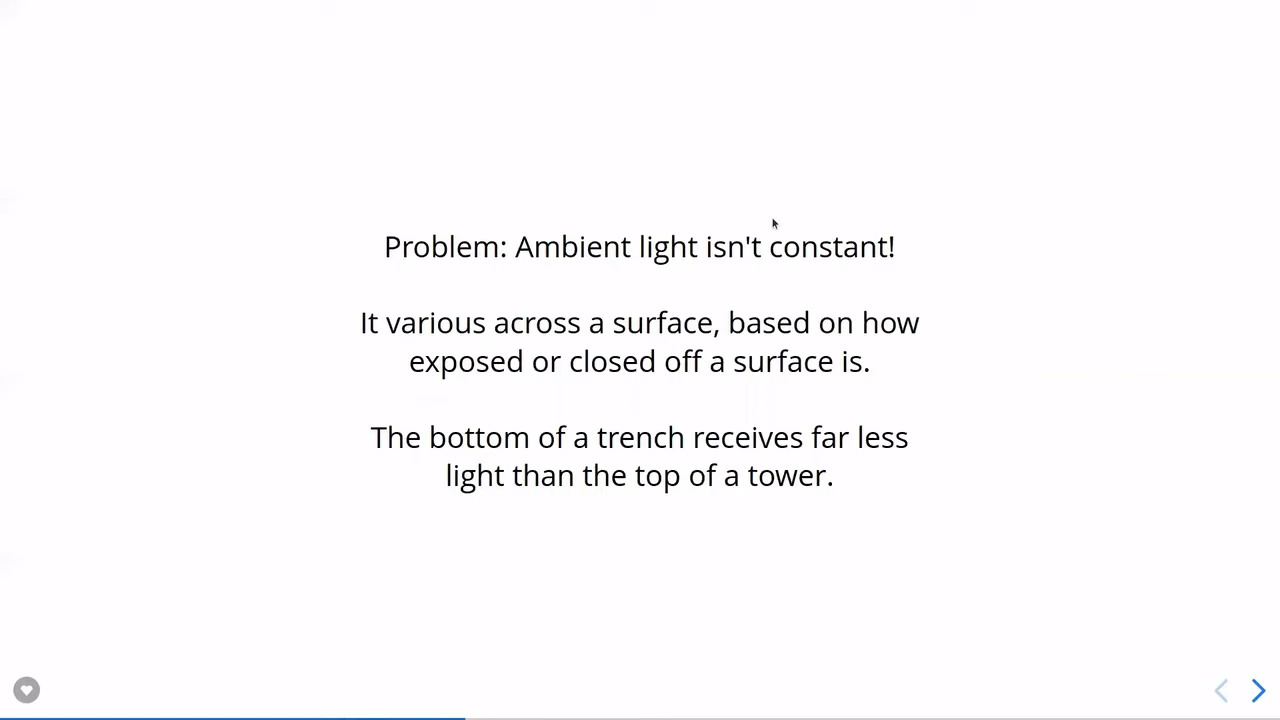 Problem: Ambient light isn't constant!
It various across a surface, based on how
exposed or closed off a surface is.
The bottom of a trench receives far less
light than the top of a tower.